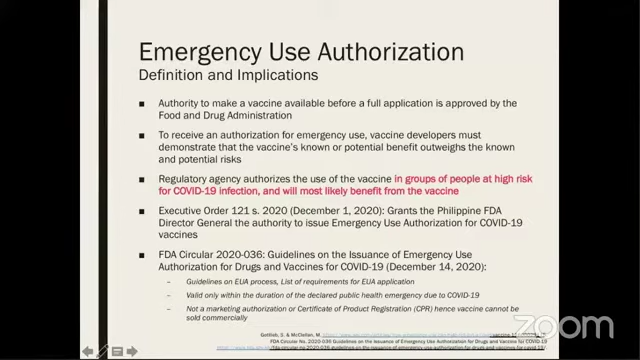 Emergency Use Authorization
Definition and Implications
■ Authority to make a vaccine available before a full application is approved by the
Food and Drug Administration
■ To receive an authorization for emergency use, vaccine developers must
demonstrate that the vaccine's known or potential benefit outweighs the known
and potential risks
■ Regulatory agency authorizes the use of the vaccine in groups of people at high risk
for COVID-19 infection, and will most likely benefit from the vaccine
■ Executive Order 121 s. 2020 (December 1, 2020): Grants the Philippine FDA
Director General the authority to issue Emergency Use Authorization for COVID-19
vaccines
■ FDA Circular 2020-036: Guidelines on the Issuance of Emergency Use
Authorization for Drugs and Vaccines for COVID-19 (December 14, 2020):
– Guidelines on EUA process, List of requirements for EUA application
– Valid only within the duration of the declared public health emergency due to COVID-19
– Not a marketing authorization or Certificate of Product Registration (CPR) hence vaccine cannot be
sold commercially
Gottlieb, S. & McClellan, M.
FDA Circular No. 2020-036 Guidelines on the Issuance of Emergency Use Authorization for Drugs and Vaccines for COVID-19
zoom